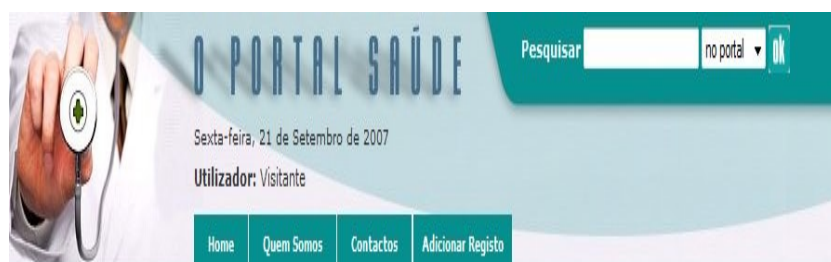 O PORTAL SAÚDE
Pesquisar no portal ok
Sexta-feira, 21 de Setembro de 2007
Utilizador: Visitante
Home Quem Somos Contactos Adicionar Registo